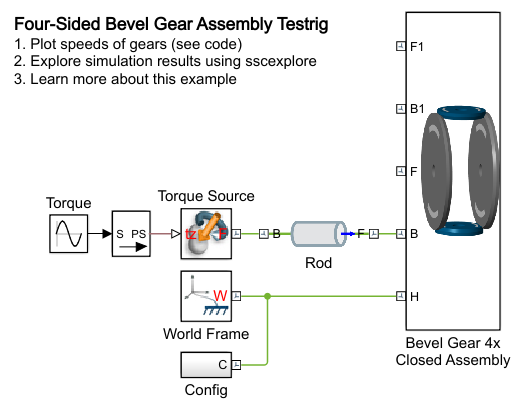 Four-Sided Bevel Gear Assembly Testrig
1. Plot speeds of gears (see code)
2. Explore simulation results using sscexplore
3. Learn more about this example
F1
B1
F
Torque
Torque Source
S PS
tz
f
B
F
B
Rod
W
H
World Frame
Bevel Gear 4x
Closed Assembly
C
Config